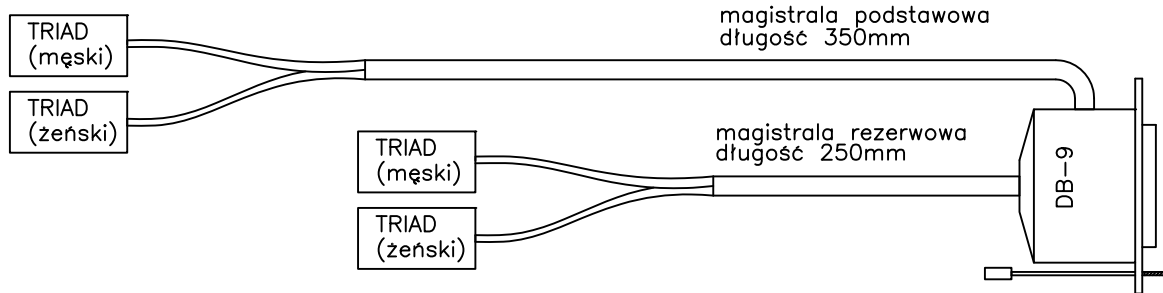 TRIAD
(męski)
magistrala podstawowa
długość 350mm
TRIAD
(żeński)
TRIAD
(męski)
magistrala rezerwowa
długość 250mm
TRIAD
(żeński)
DB-9